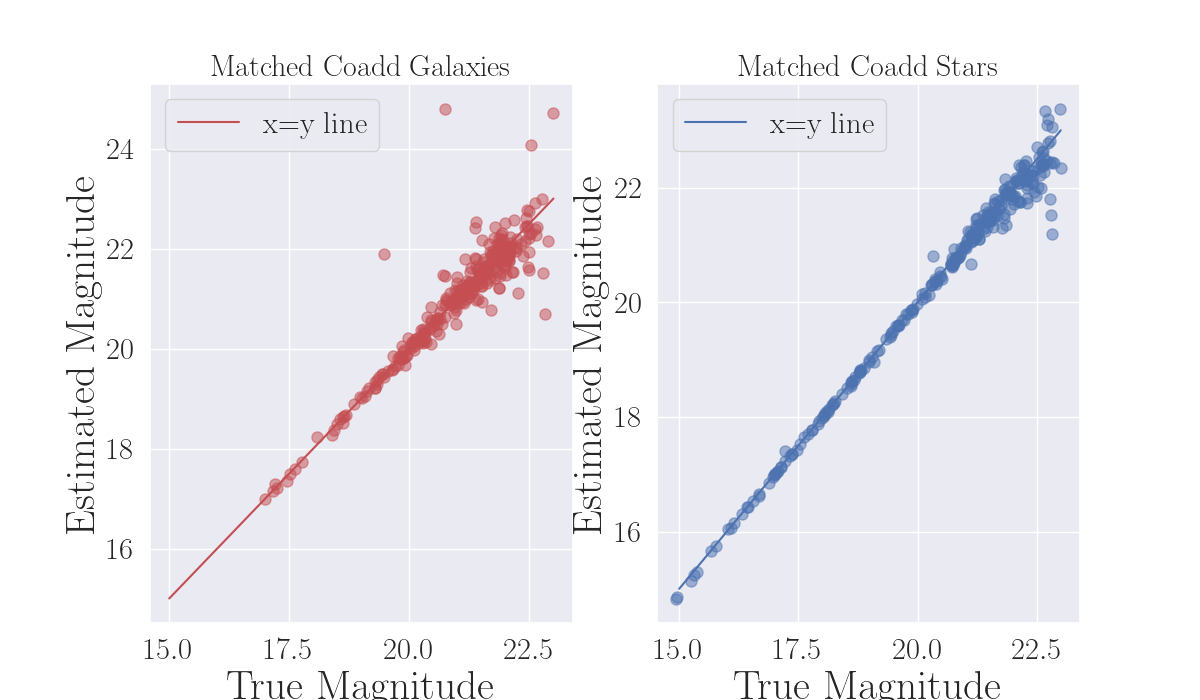 Matched Coadd Galaxies
x=y line
24
22
20
18
16
Estimated Magnitude
15.0 17.5 20.0 22.5
True Magnitude
Matched Coadd Stars
x=y line
22
20
18
16
Estimated Magnitude
15.0 17.5 20.0 22.5
True Magnitude